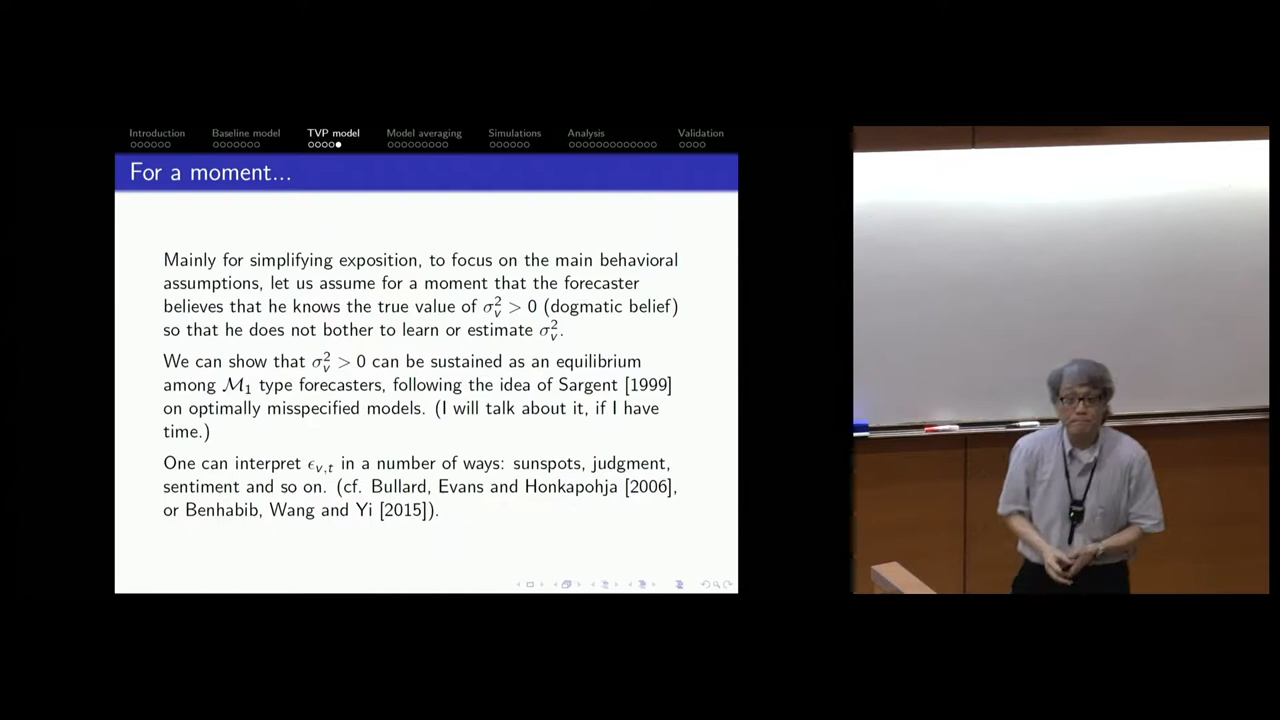 Introduction Baseline model TVP model Model averaging Simulations Analysis Validation
For a moment...
Mainly for simplifying exposition, to focus on the main behavioral
assumptions, let us assume for a moment that the forecaster
believes that he knows the true value of σ²ᵥ > 0 (dogmatic belief)
so that he does not bother to learn or estimate σ²ᵥ.
We can show that σ²ᵥ > 0 can be sustained as an equilibrium
among ℳ₁ type forecasters, following the idea of Sargent [1999]
on optimally misspecified models. (I will talk about it, if I have
time.)
One can interpret ϵᵥ,ₜ in a number of ways: sunspots, judgment,
sentiment and so on. (cf. Bullard, Evans and Honkapohja [2006],
or Benhabib, Wang and Yi [2015]).